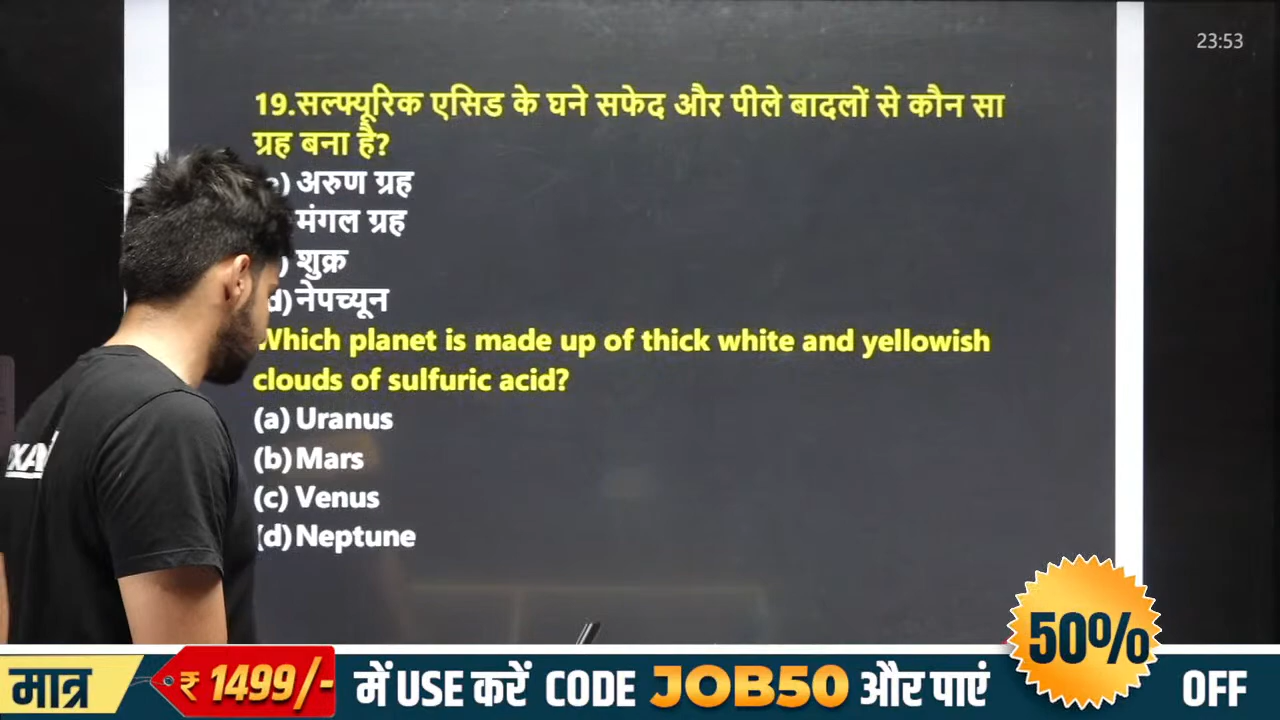 23:53
19.सल्फ्यूरिक एसिड के घने सफेद और पीले बादलों से कौन सा
ग्रह बना है?
) अरुण ग्रह
मंगल ग्रह
) शुक्र
d) नेपच्यून
Which planet is made up of thick white and yellowish
clouds of sulfuric acid?
(a) Uranus
(b) Mars
(c) Venus
(d) Neptune
मात्र ₹ 1499/- में USE करें CODE JOB50 और पाएं 50% OFF